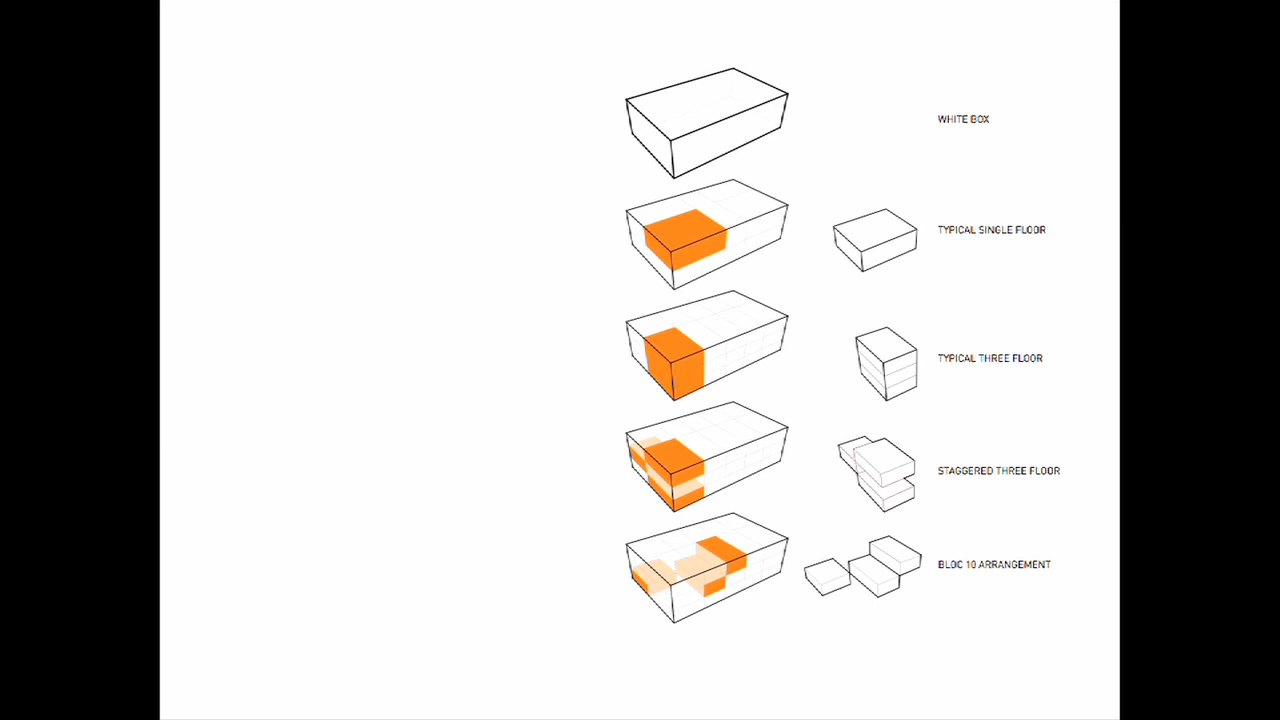 WHITE BOX
TYPICAL SINGLE FLOOR
TYPICAL THREE FLOOR
STAGGERED THREE FLOOR
BLOC 10 ARRANGEMENT